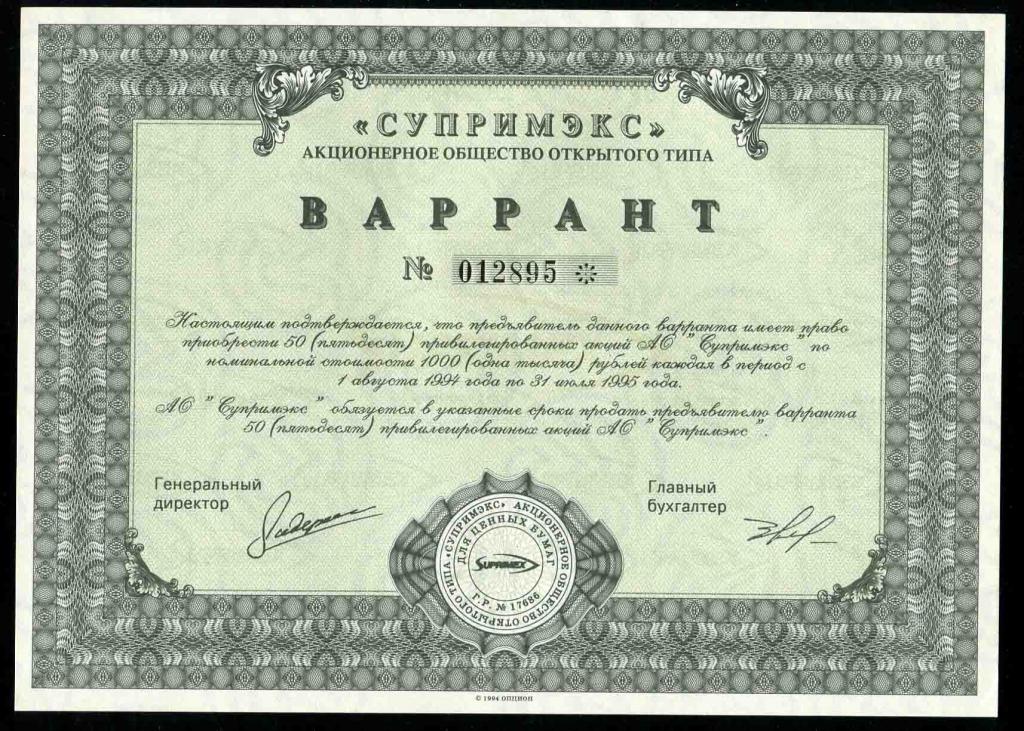 «СУПРИМЭКС»
АКЦИОНЕРНОЕ ОБЩЕСТВО ОТКРЫТОГО ТИПА
ВАРРАНТ
№ 012895 *
Настоящим подтверждается, что предъявитель данного варранта имеет право
приобрести 50 (пятьдесят) привилегированных акций АО "Супримэкс" по
номинальной стоимости 1000 (одна тысяча) рублей каждая в период с
1 августа 1994 года по 31 июля 1995 года.
АО "Супримэкс" обязуется в указанные сроки продать предъявителю варранта
50 (пятьдесят) привилегированных акций АО "Супримэкс".
Генеральный
директор
Главный
бухгалтер
«СУПРИМЭКС» АКЦИОНЕРНОЕ ОБЩЕСТВО ОТКРЫТОГО ТИПА
ДЛЯ ЦЕННЫХ БУМАГ
SUPRIMEX
Г.Р. № 17686
© 1994 ОПЦИОН